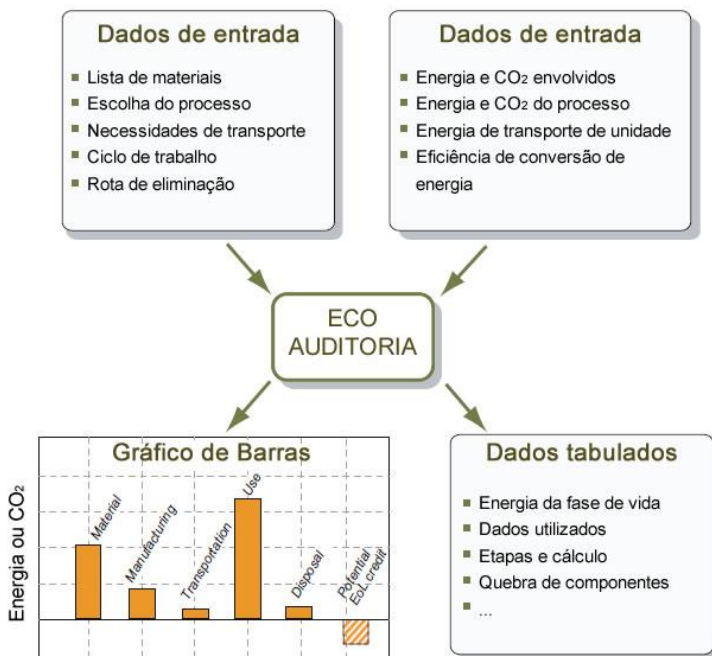 Dados de entrada
Lista de materiais
Escolha do processo
Necessidades de transporte
Ciclo de trabalho
Rota de eliminação
Dados de entrada
Energia e CO₂ envolvidos
Energia e CO₂ do processo
Energia de transporte de unidade
Eficiência de conversão de
energia
ECO
AUDITORIA
Gráfico de Barras
Energia ou CO₂
Material
Manufacturing
Transportation
Use
Disposal
Potential
EoL credit
Dados tabulados
Energia da fase de vida
Dados utilizados
Etapas e cálculo
Quebra de componentes
...